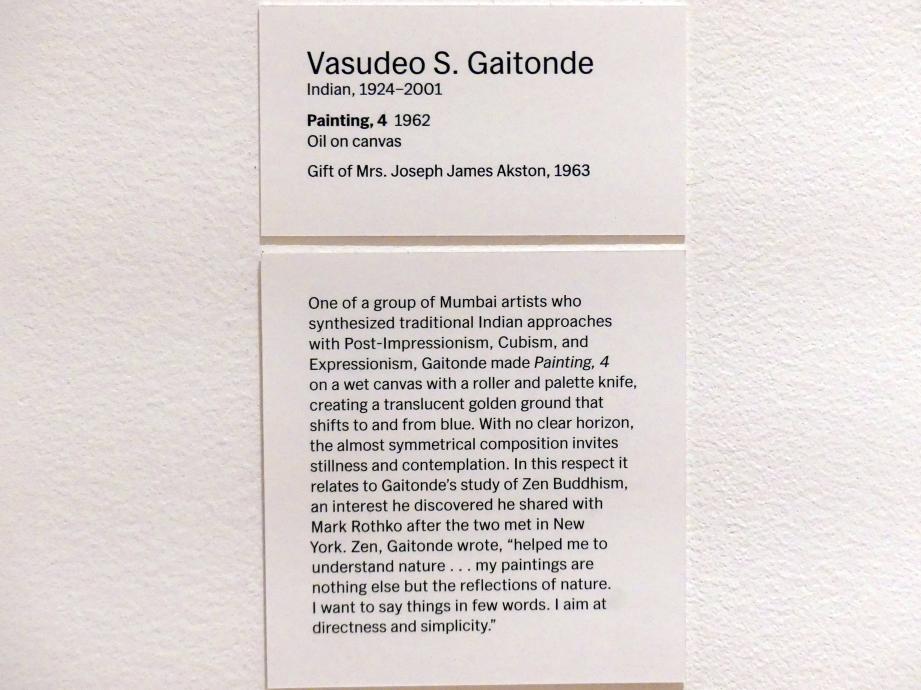 Vasudeo S. Gaitonde
Indian, 1924–2001
Painting, 4 1962
Oil on canvas
Gift of Mrs. Joseph James Akston, 1963
One of a group of Mumbai artists who
synthesized traditional Indian approaches
with Post-Impressionism, Cubism, and
Expressionism, Gaitonde made Painting, 4
on a wet canvas with a roller and palette knife,
creating a translucent golden ground that
shifts to and from blue. With no clear horizon,
the almost symmetrical composition invites
stillness and contemplation. In this respect it
relates to Gaitonde’s study of Zen Buddhism,
an interest he discovered he shared with
Mark Rothko after the two met in New
York. Zen, Gaitonde wrote, “helped me to
understand nature . . . my paintings are
nothing else but the reflections of nature.
I want to say things in few words. I aim at
directness and simplicity.”